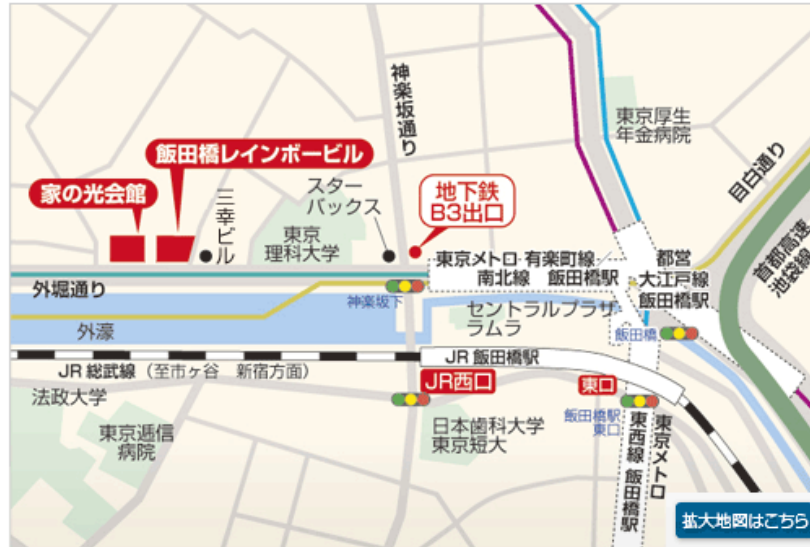 神楽坂通り
東京厚生
年金病院
目白通り
首都高速
池袋線
飯田橋レインボービル
家の光会館
三幸ビル
スター
バックス
地下鉄
B3出口
東京
理科大学
東京メトロ 有楽町線
南北線 飯田橋駅
都営
大江戸線
飯田橋駅
外堀通り
神楽坂下
セントラルプラザ
ラムラ
飯田橋
外濠
JR 飯田橋駅
JR 総武線(至市ヶ谷 新宿方面)
JR西口
東口
法政大学
飯田橋駅
東口
日本歯科大学
東京短大
東京逓信
病院
東京メトロ
東西線 飯田橋駅
拡大地図はこちら